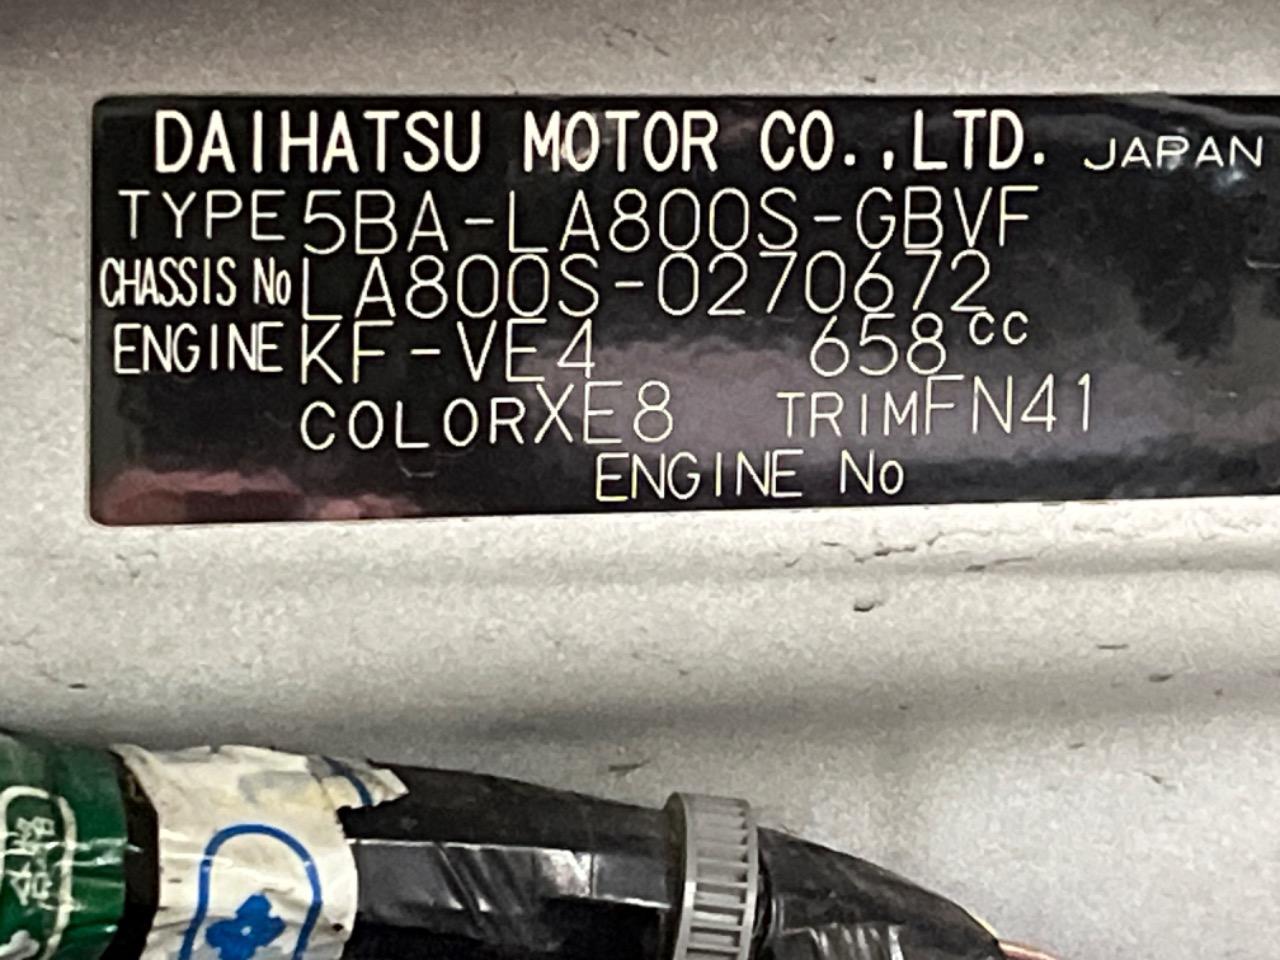 DAIHATSU MOTOR CO.,LTD. JAPAN
TYPE 5BA-LA800S-GBVF
CHASSIS No LA800S-0270672
ENGINE KF-VE4 658cc
COLOR XE8 TRIM FN41
ENGINE No